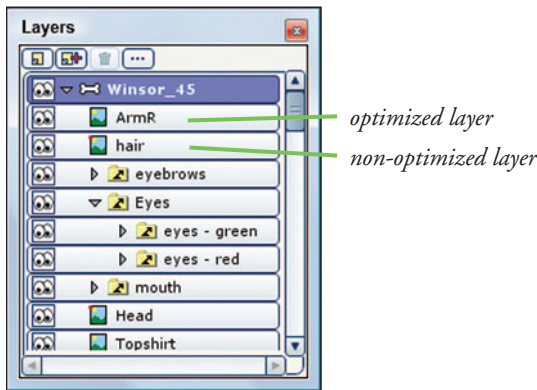 Layers
Winsor_45
ArmR
optimized layer
hair
non-optimized layer
eyebrows
Eyes
eyes - green
eyes - red
mouth
Head
Topshirt